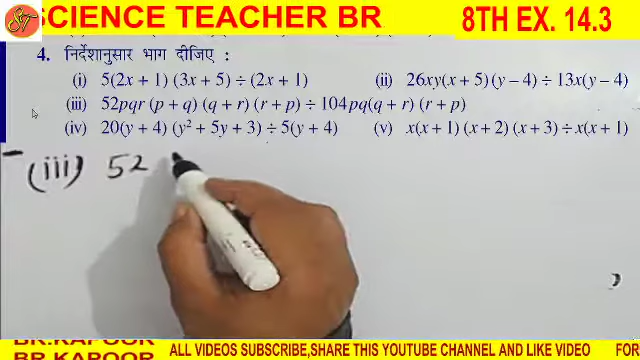 SCIENCE TEACHER BR
8TH EX. 14.3
ST
4. निर्देशानुसार भाग दीजिए :
(i) 5(2x + 1) (3x + 5) ÷ (2x + 1)
(ii) 26xy(x + 5) (y – 4) ÷ 13x(y – 4)
(iii) 52pqr (p + q) (q + r) (r + p) ÷ 104pq(q + r) (r + p)
(iv) 20(y + 4) (y² + 5y + 3) ÷ 5(y + 4)
(v) x(x + 1) (x + 2) (x + 3) ÷ x(x + 1)
(iii) 52
BR.KAPOOR
BR KAPOOR
ALL VIDEOS SUBSCRIBE,SHARE THIS YOUTUBE CHANNEL AND LIKE VIDEO
FOR